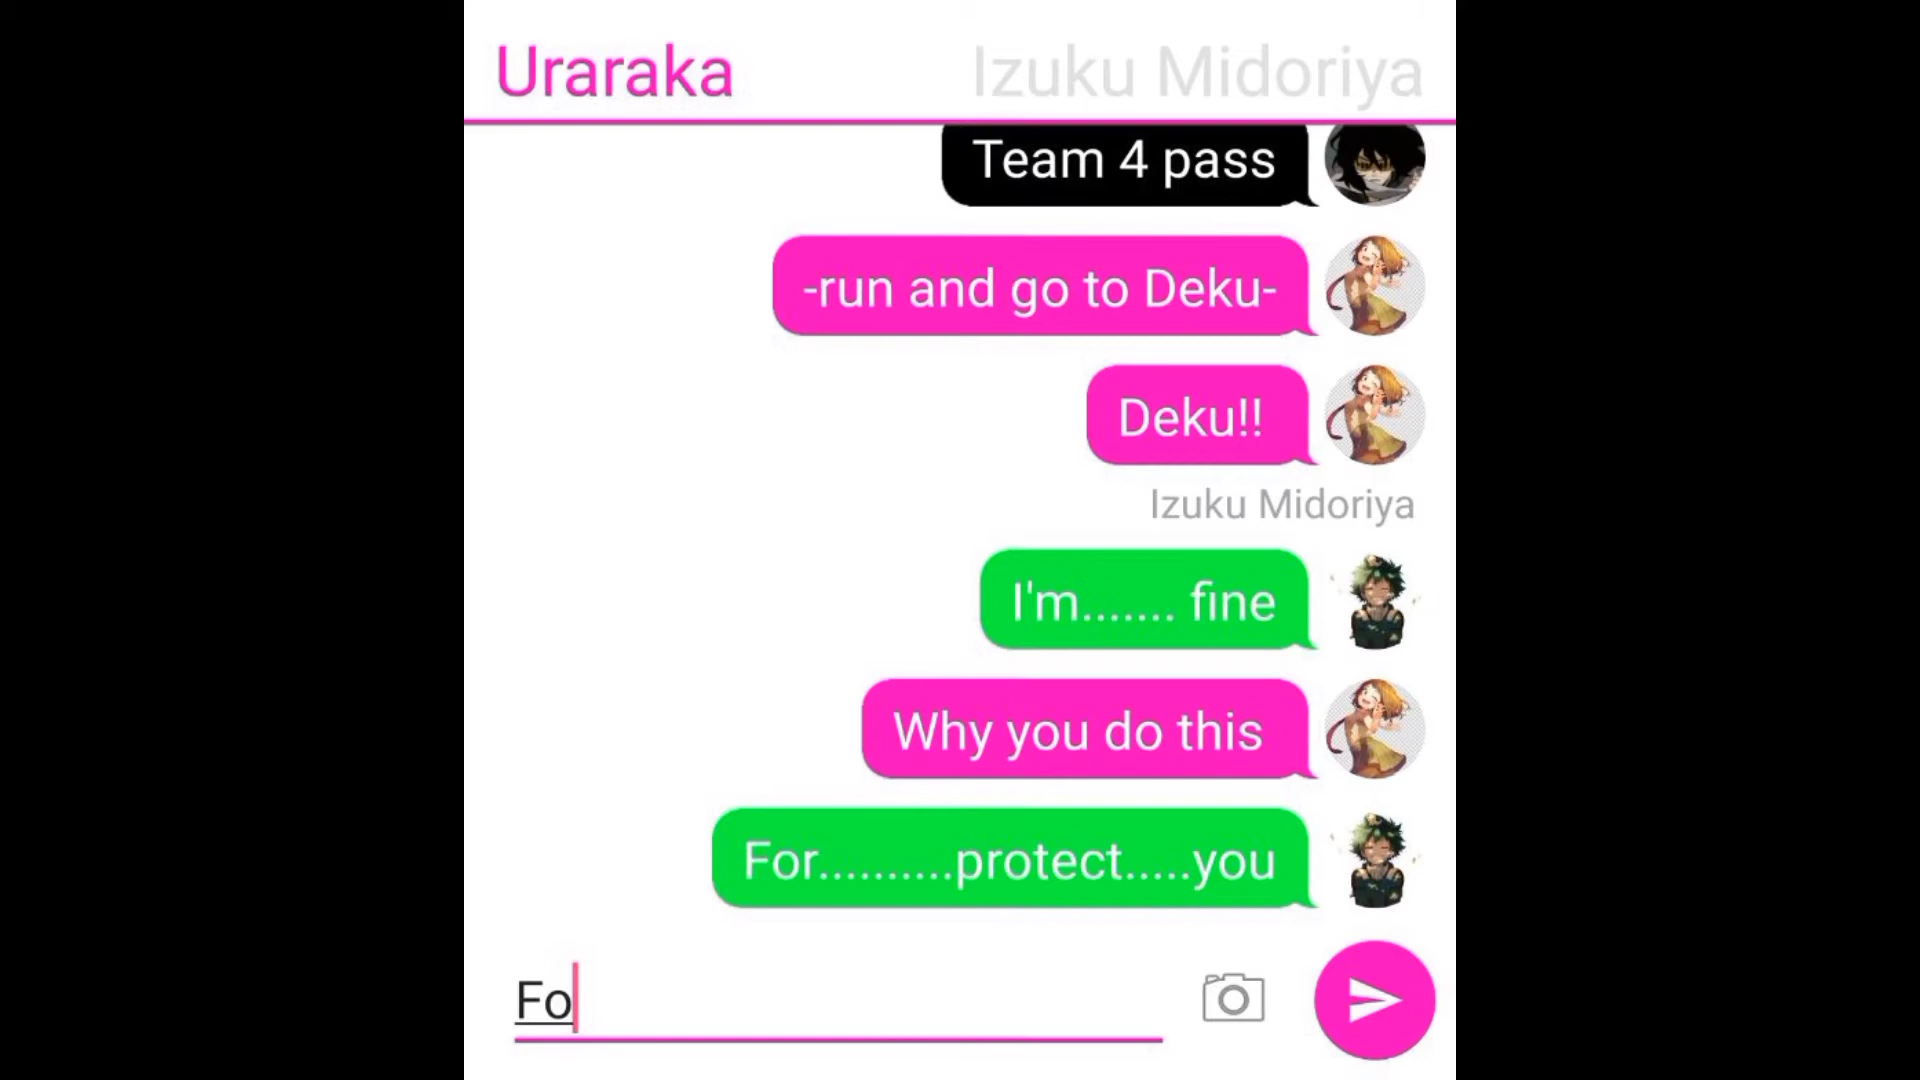 Uraraka
Izuku Midoriya
Team 4 pass
-run and go to Deku-
Deku!!
Izuku Midoriya
I'm....... fine
Why you do this
For..........protect.....you
Fo